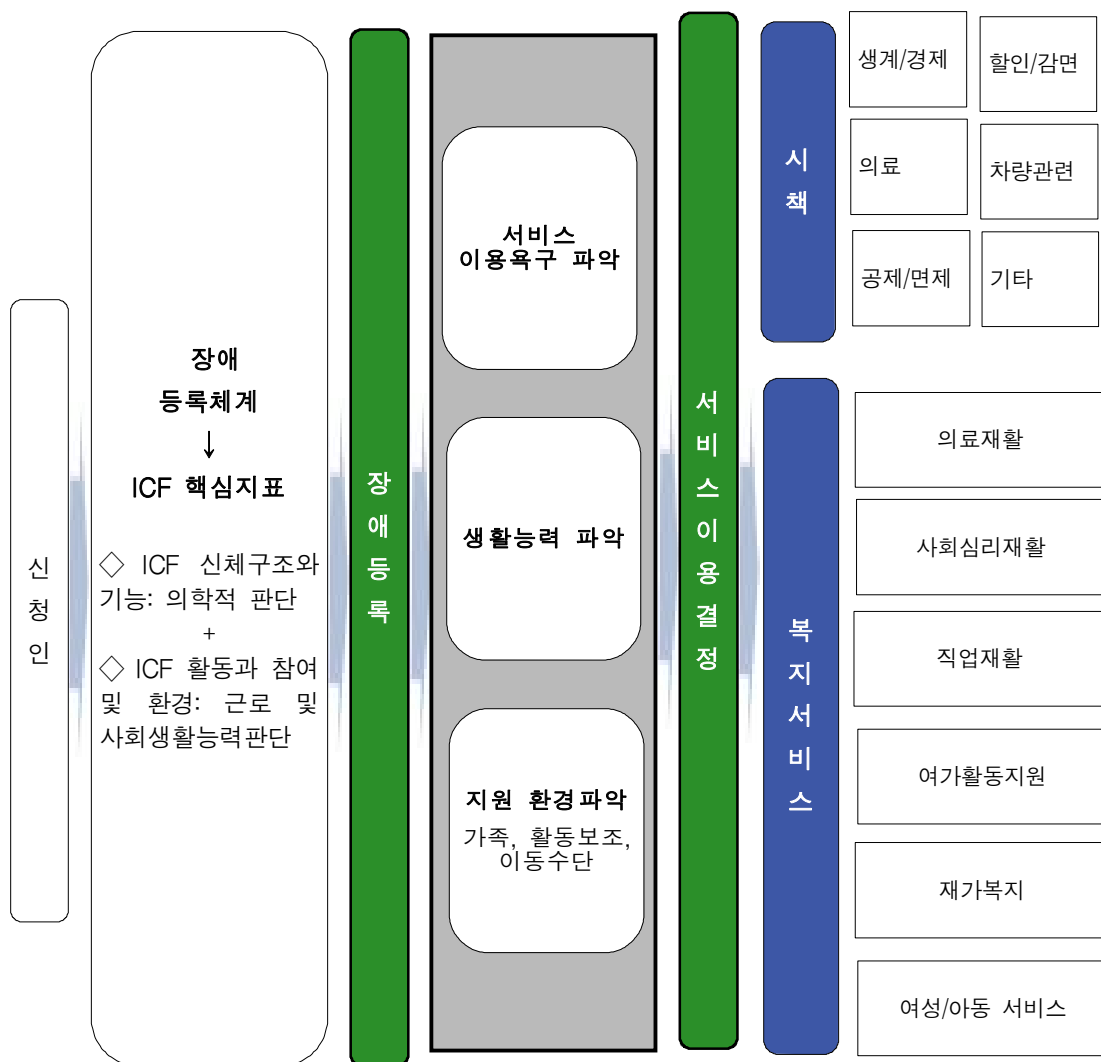 신청인
장애
등록체계
↓
ICF 핵심지표
◇ ICF 신체구조와
기능: 의학적 판단
+
◇ ICF 활동과 참여
및 환경: 근로 및
사회생활능력판단
장애등록
서비스
이용욕구 파악
생활능력 파악
지원 환경파악
가족, 활동보조,
이동수단
서비스이용결정
시책
생계/경제
할인/감면
의료
차량관련
공제/면제
기타
복지서비스
의료재활
사회심리재활
직업재활
여가활동지원
재가복지
여성/아동 서비스